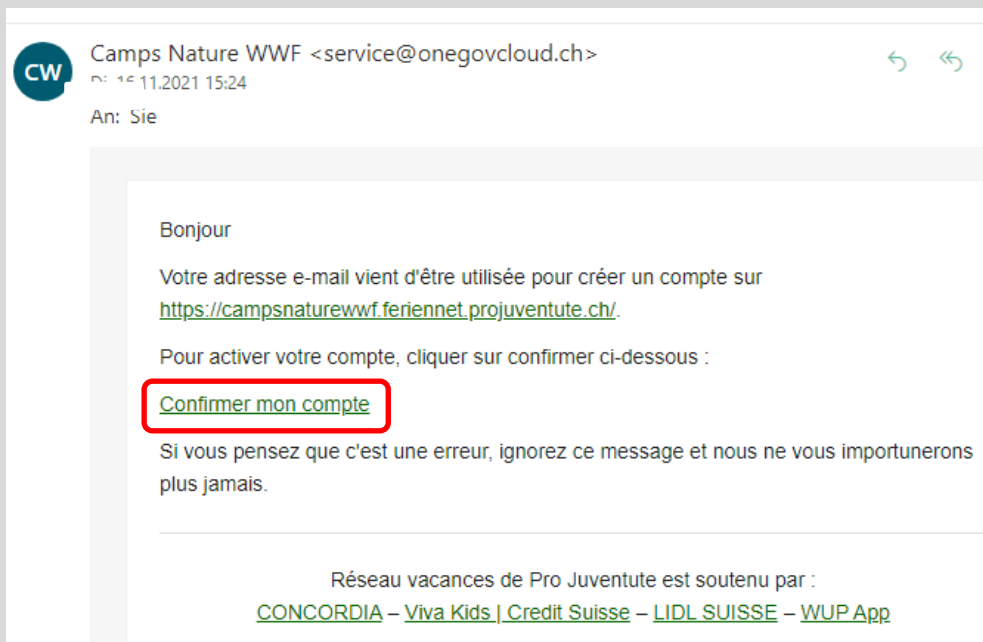 Camps Nature WWF <service@onegovcloud.ch>
CW
11.2021 15:24
An: Sie
Bonjour
Votre adresse e-mail vient d'être utilisée pour créer un compte sur
https://campsnaturewwf.feriennet.projuventute.ch/.
Pour activer votre compte, cliquer sur confirmer ci-dessous :
Confirmer mon compte
Si vous pensez que c'est une erreur, ignorez ce message et nous ne vous importunerons
plus jamais.
Réseau vacances de Pro Juventute est soutenu par :
CONCORDIA – Viva Kids | Credit Suisse – LIDL SUISSE – WUP App